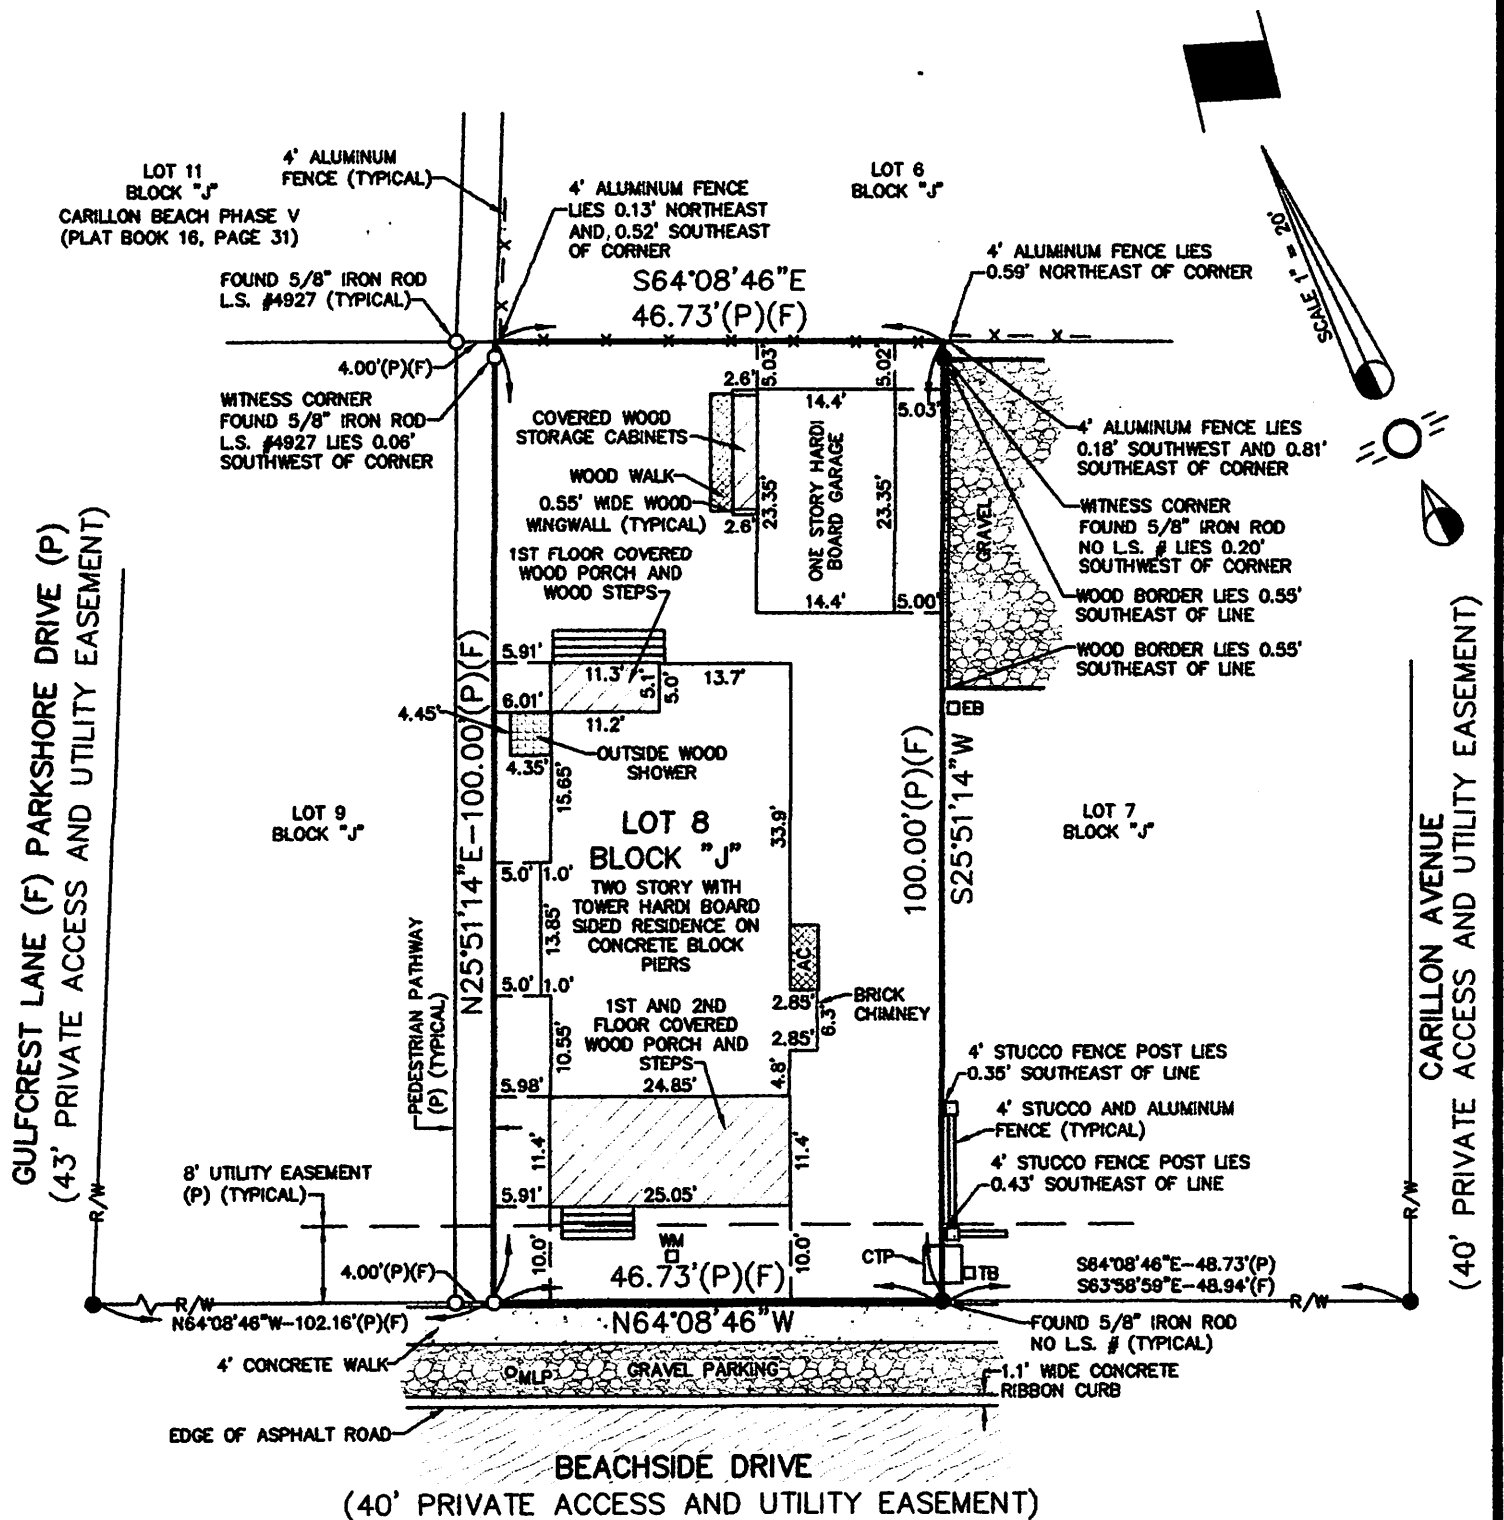 LOT 11
BLOCK "J"
CARILLON BEACH PHASE V
(PLAT BOOK 16, PAGE 31)
4' ALUMINUM
FENCE (TYPICAL)
4' ALUMINUM FENCE
LIES 0.13' NORTHEAST
AND, 0.52' SOUTHEAST
OF CORNER
LOT 6
BLOCK "J"
SCALE 1" = 20'
4' ALUMINUM FENCE LIES
0.59' NORTHEAST OF CORNER
S64°08'46"E
46.73'(P)(F)
FOUND 5/8" IRON ROD
L.S. #4927 (TYPICAL)
4.00'(P)(F)
WITNESS CORNER
FOUND 5/8" IRON ROD
L.S. #4927 LIES 0.06'
SOUTHWEST OF CORNER
5.03'
5.02'
2.6'
14.4'
5.03'
COVERED WOOD
STORAGE CABINETS
WOOD WALK
0.55' WIDE WOOD
WINGWALL (TYPICAL)
2.6'
23.35'
ONE STORY HARDI
BOARD GARAGE
23.35'
14.4'
5.00'
GRAVEL
4' ALUMINUM FENCE LIES
0.18' SOUTHWEST AND 0.81'
SOUTHEAST OF CORNER
WITNESS CORNER
FOUND 5/8" IRON ROD
NO L.S. # LIES 0.20'
SOUTHWEST OF CORNER
WOOD BORDER LIES 0.55'
SOUTHEAST OF LINE
WOOD BORDER LIES 0.55'
SOUTHEAST OF LINE
1ST FLOOR COVERED
WOOD PORCH AND
WOOD STEPS
5.91'
11.3'
5.1'
5.0'
13.7'
6.01'
11.2'
4.45'
4.35'
OUTSIDE WOOD
SHOWER
15.65'
EB
N25°51'14"E-100.00'(P)(F)
100.00'(P)(F)
S25°51'14"W
GULFCREST LANE (F) PARKSHORE DRIVE (P)
(43' PRIVATE ACCESS AND UTILITY EASEMENT)
R/W
LOT 9
BLOCK "J"
LOT 8
BLOCK "J"
TWO STORY WITH
TOWER HARDI BOARD
SIDED RESIDENCE ON
CONCRETE BLOCK
PIERS
33.9'
LOT 7
BLOCK "J"
CARILLON AVENUE
(40' PRIVATE ACCESS AND UTILITY EASEMENT)
R/W
5.0'
1.0'
13.85'
5.0'
1.0'
10.55'
AC
2.85'
6.3'
2.85'
4.8'
BRICK
CHIMNEY
PEDESTRIAN PATHWAY
(P) (TYPICAL)
1ST AND 2ND
FLOOR COVERED
WOOD PORCH AND
STEPS
5.98'
24.85'
11.4'
11.4'
5.91'
25.05'
4' STUCCO FENCE POST LIES
0.35' SOUTHEAST OF LINE
4' STUCCO AND ALUMINUM
FENCE (TYPICAL)
4' STUCCO FENCE POST LIES
0.43' SOUTHEAST OF LINE
8' UTILITY EASEMENT
(P) (TYPICAL)
10.0'
WM
10.0'
CTP
TB
4.00'(P)(F)
46.73'(P)(F)
S64°08'46"E-48.73'(P)
S63°58'59"E-48.94'(F)
R/W
R/W
N64°08'46"W-102.16'(P)(F)
N64°08'46"W
FOUND 5/8" IRON ROD
NO L.S. # (TYPICAL)
4' CONCRETE WALK
MLP
GRAVEL PARKING
1.1' WIDE CONCRETE
RIBBON CURB
EDGE OF ASPHALT ROAD
BEACHSIDE DRIVE
(40' PRIVATE ACCESS AND UTILITY EASEMENT)